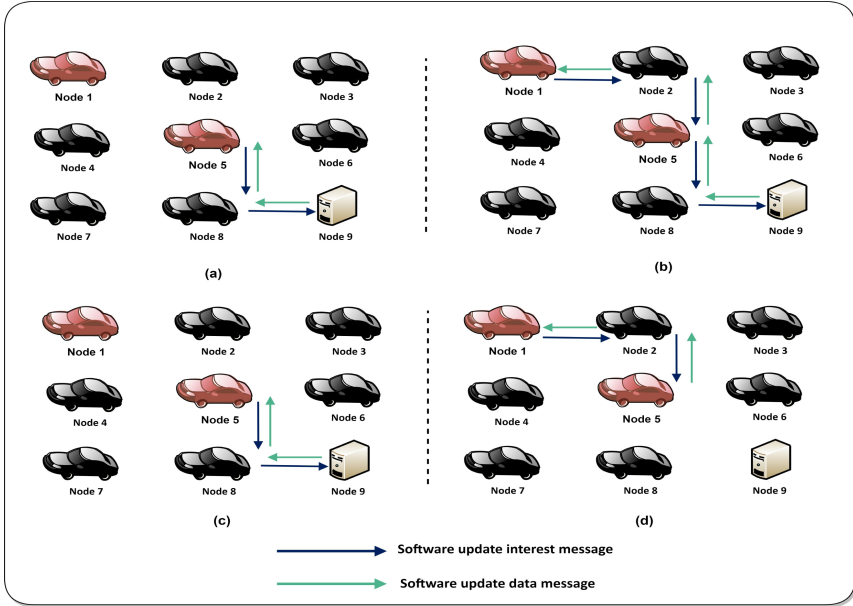 Node 1
Node 2
Node 3
Node 4
Node 5
Node 6
Node 7
Node 8
Node 9
(a)
Node 1
Node 2
Node 3
Node 4
Node 5
Node 6
Node 7
Node 8
Node 9
(b)
Node 1
Node 2
Node 3
Node 4
Node 5
Node 6
Node 7
Node 8
Node 9
(c)
Node 1
Node 2
Node 3
Node 4
Node 5
Node 6
Node 7
Node 8
Node 9
(d)
Software update interest message
Software update data message